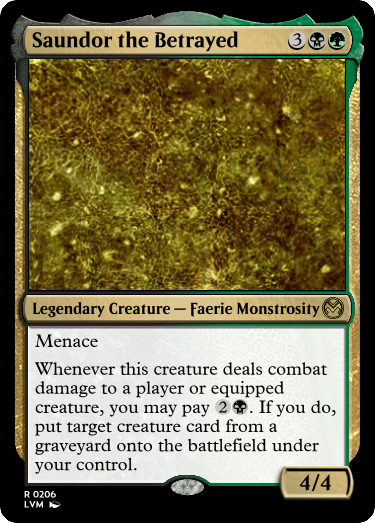 Saundor the Betrayed 3
Legendary Creature — Faerie Monstrosity
Menace
Whenever this creature deals combat
damage to a player or equipped
creature, you may pay 2. If you do,
put target creature card from a
graveyard onto the battlefield under
your control.
4/4
R 0206
LVM